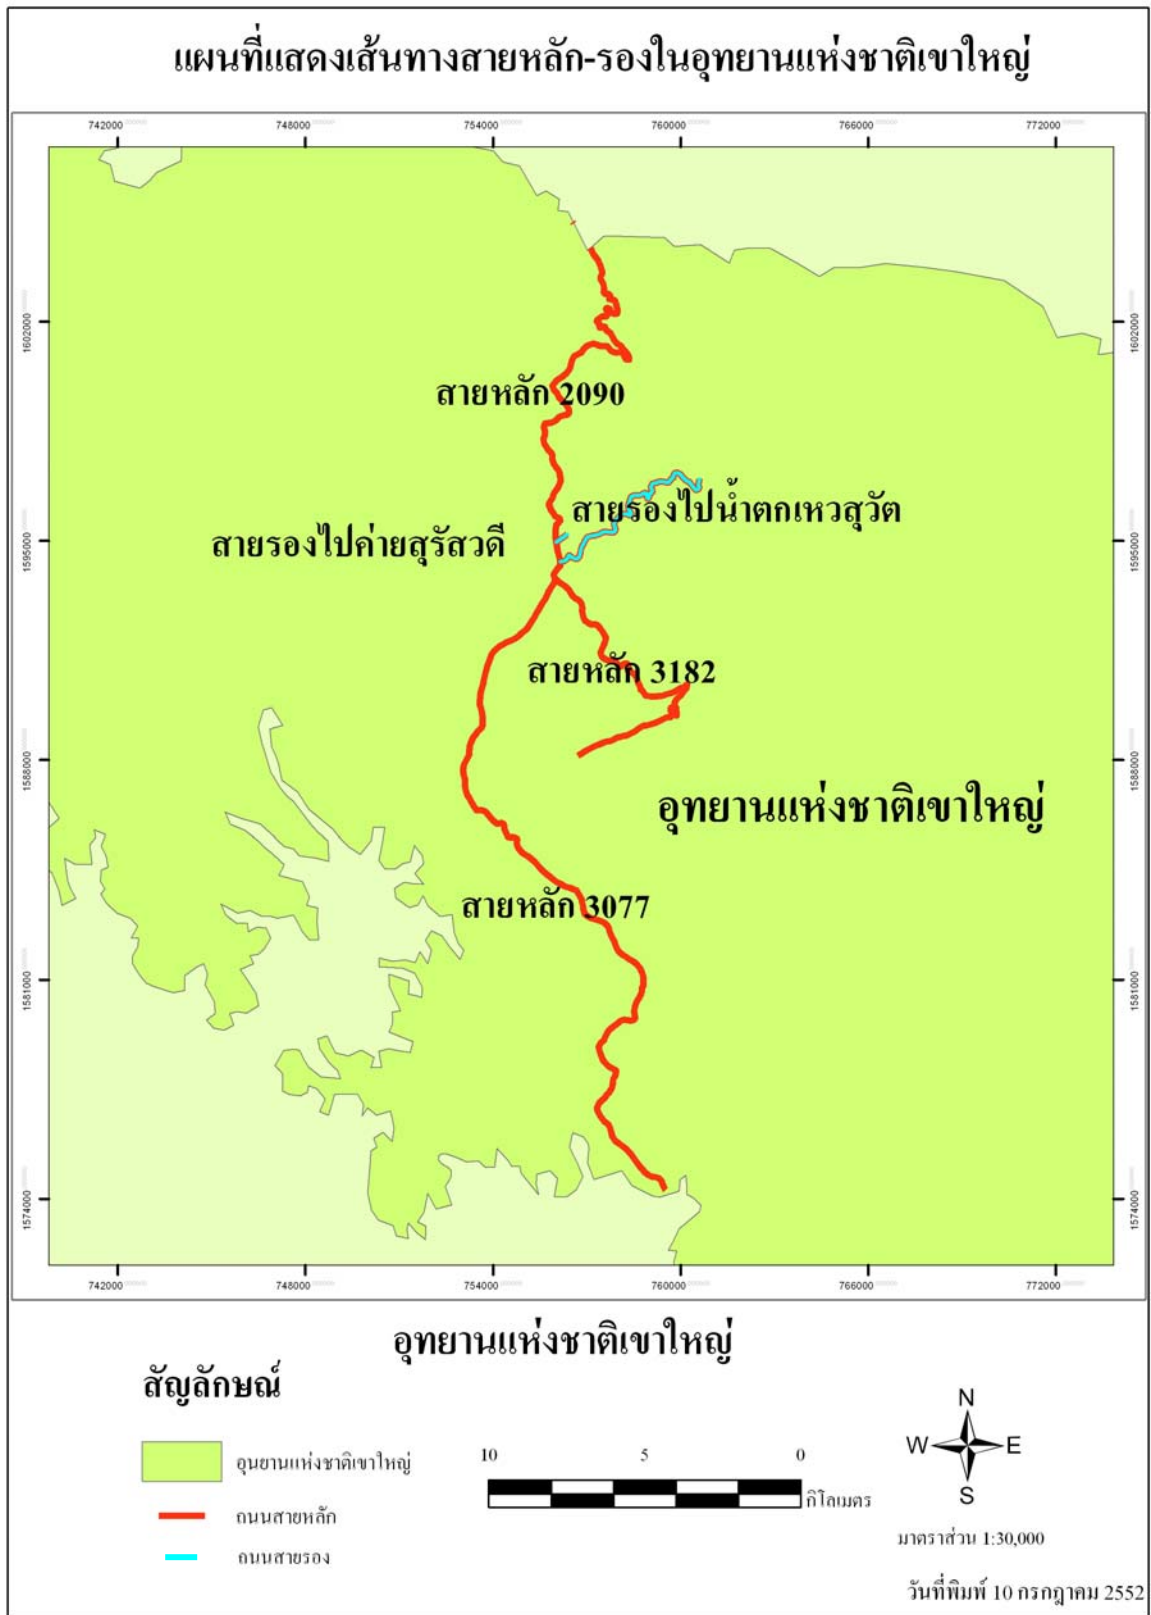 แผนที่แสดงเส้นทางสายหลัก-รองในอุทยานแห่งชาติเขาใหญ่
742000 748000 754000 760000 766000 772000
1602000 1602000
สายหลัก 2090
สายรองไปน้ำตกเหวสุวัต
สายรองไปค่ายสุรัสวดี
1595000 1595000
สายหลัก 3182
1588000 1588000
อุทยานแห่งชาติเขาใหญ่
สายหลัก 3077
1581000 1581000
1574000 1574000
742000 748000 754000 760000 766000 772000
อุทยานแห่งชาติเขาใหญ่
สัญลักษณ์
N
W E
S
10 5 0
อุนยานแห่งชาติเขาใหญ่
กิโลเมตร
ถนนสายหลัก
มาตราส่วน 1:30,000
ถนนสายรอง
วันที่พิมพ์ 10 กรกฎาคม 2552